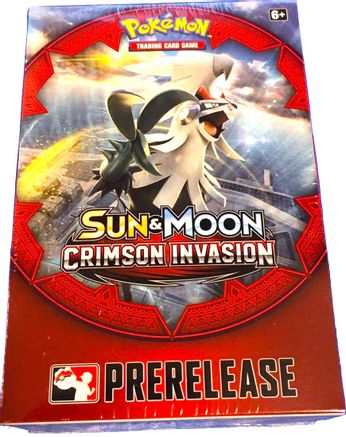 POKéMON
TRADING CARD GAME
6+
SUN & MOON
CRIMSON INVASION
PRERELEASE